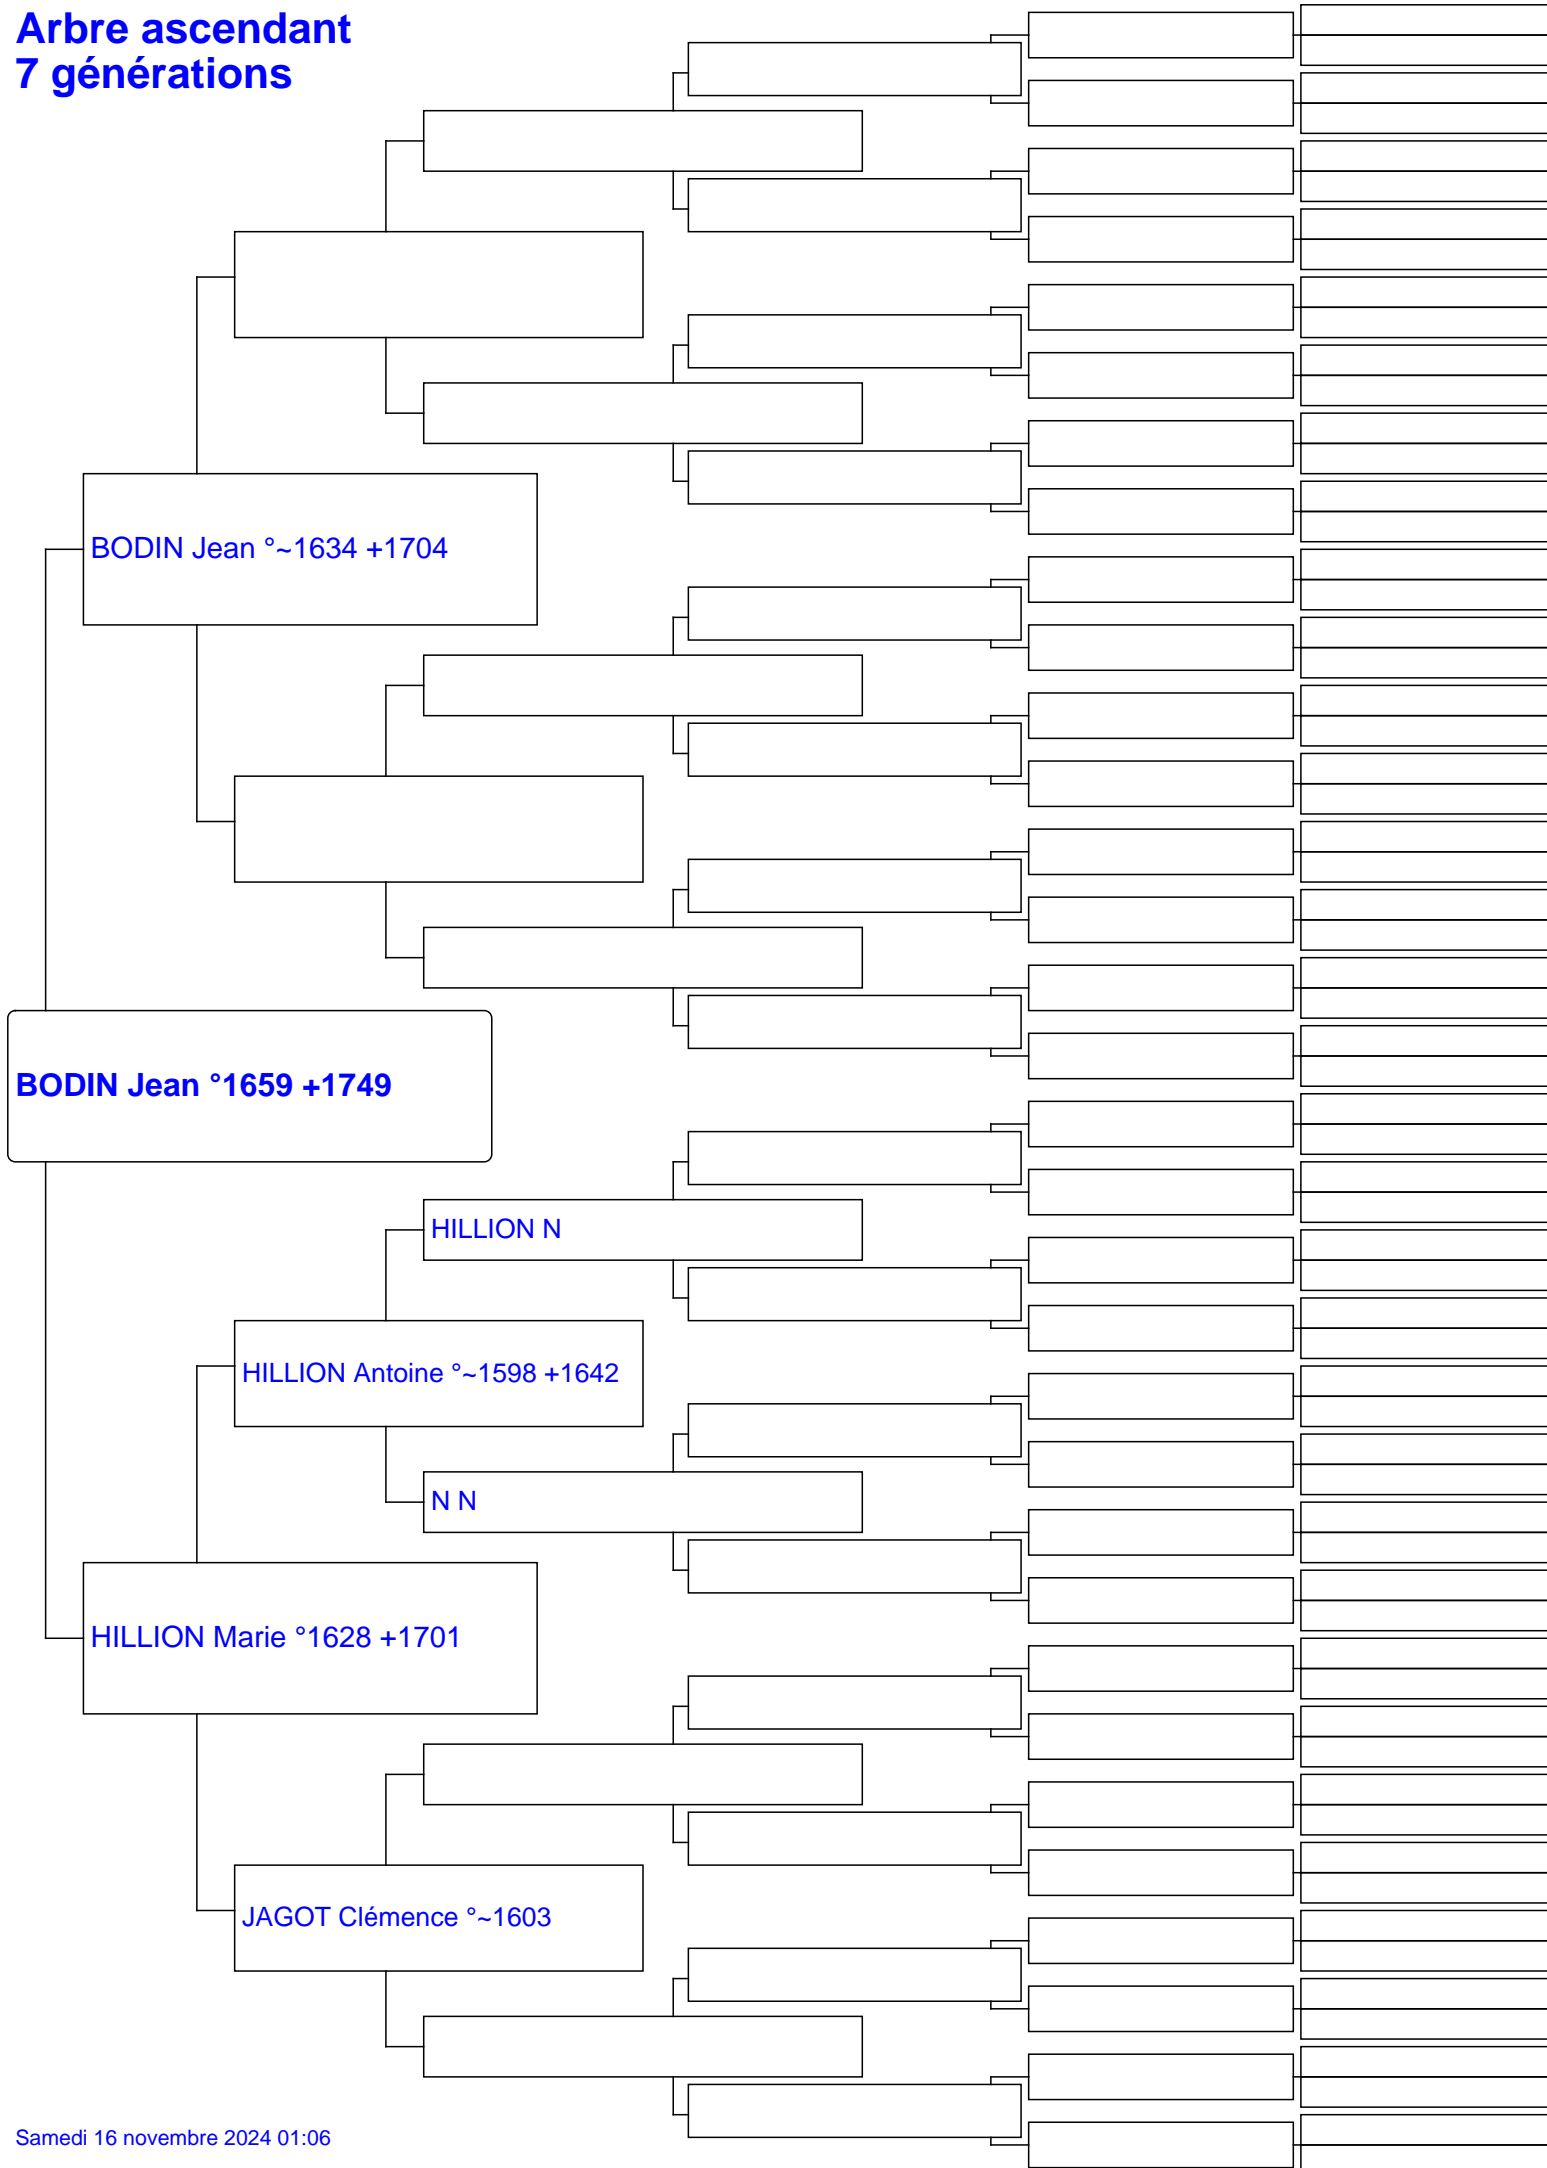 Arbre ascendant
7 générations
BODIN Jean °~1634 +1704
BODIN Jean °1659 +1749
HILLION N
HILLION Antoine °~1598 +1642
N N
HILLION Marie °1628 +1701
JAGOT Clémence °~1603
Samedi 16 novembre 2024 01:06